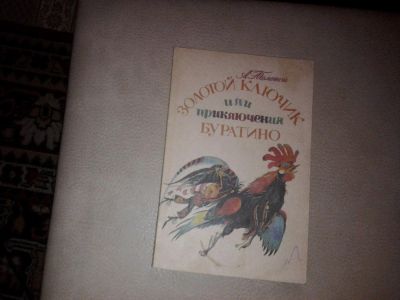 А. Толстой
ЗОЛОТОЙ КЛЮЧИК
или
приключения
БУРАТИНО